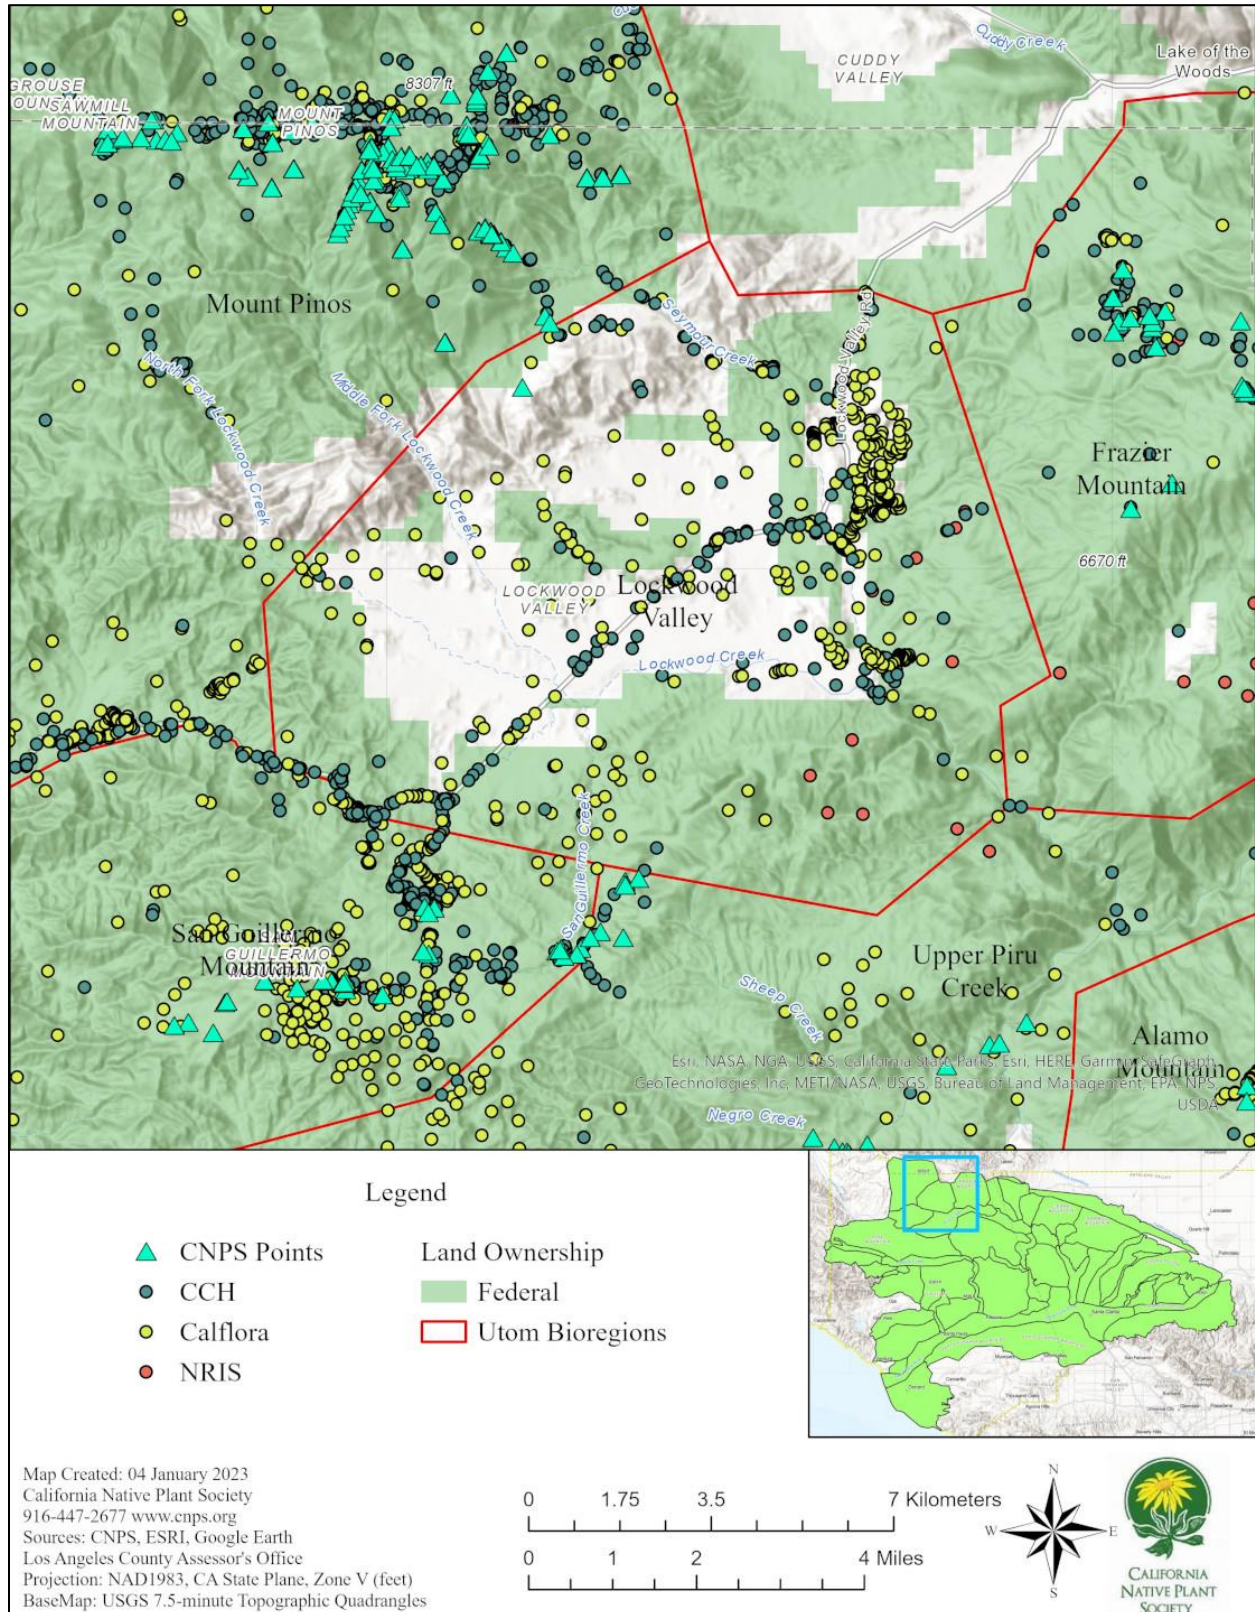 Cuddy Creek
CUDDY
VALLEY
Lake of the
Woods
8307 ft
GROUSE
SAWMILL
MOUNTAIN
MOUNT
PINOS
Mount Pinos
Seymour Creek
Lockwood Valley Rd
North Fork Lockwood Creek
Middle Fork Lockwood Creek
Frazier
Mountain
6670 ft
LOCKWOOD
VALLEY
Lockwood
Valley
Lockwood Creek
San Guillermo Creek
San Guillermo
Mountain
SAN
GUILLERMO
MOUNTAIN
Upper Piru
Creek
Sheep Creek
Alamo
Mountain
Negro Creek
Esri, NASA, NGA, USGS, California State Parks, Esri, HERE, Garmin, SafeGraph,
GeoTechnologies, Inc, METI/NASA, USGS, Bureau of Land Management, EPA, NPS,
USDA
Legend
CNPS Points
CCH
Calflora
NRIS
Land Ownership
Federal
Utom Bioregions
Map Created: 04 January 2023
California Native Plant Society
916-447-2677 www.cnps.org
Sources: CNPS, ESRI, Google Earth
Los Angeles County Assessor's Office
Projection: NAD1983, CA State Plane, Zone V (feet)
BaseMap: USGS 7.5-minute Topographic Quadrangles
0 1.75 3.5 7 Kilometers
0 1 2 4 Miles
N
W E
S
CALIFORNIA
NATIVE PLANT
SOCIETY